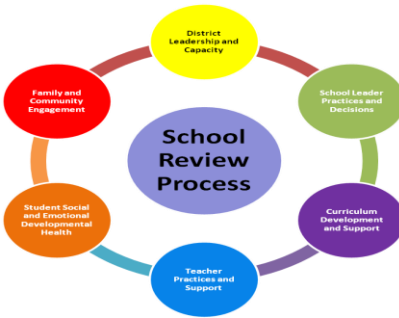 District
Leadership and
Capacity
Family and
Community
Engagement
School Leader
Practices and
Decisions
School
Review
Process
Student Social
and Emotional
Developmental
Health
Curriculum
Development
and Support
Teacher
Practices and
Support